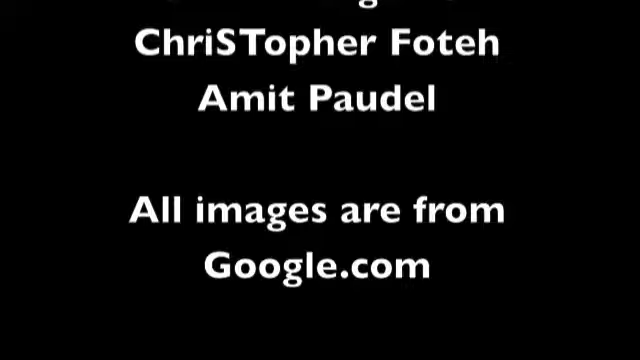 ChriSTopher Foteh
Amit Paudel
All images are from
Google.com